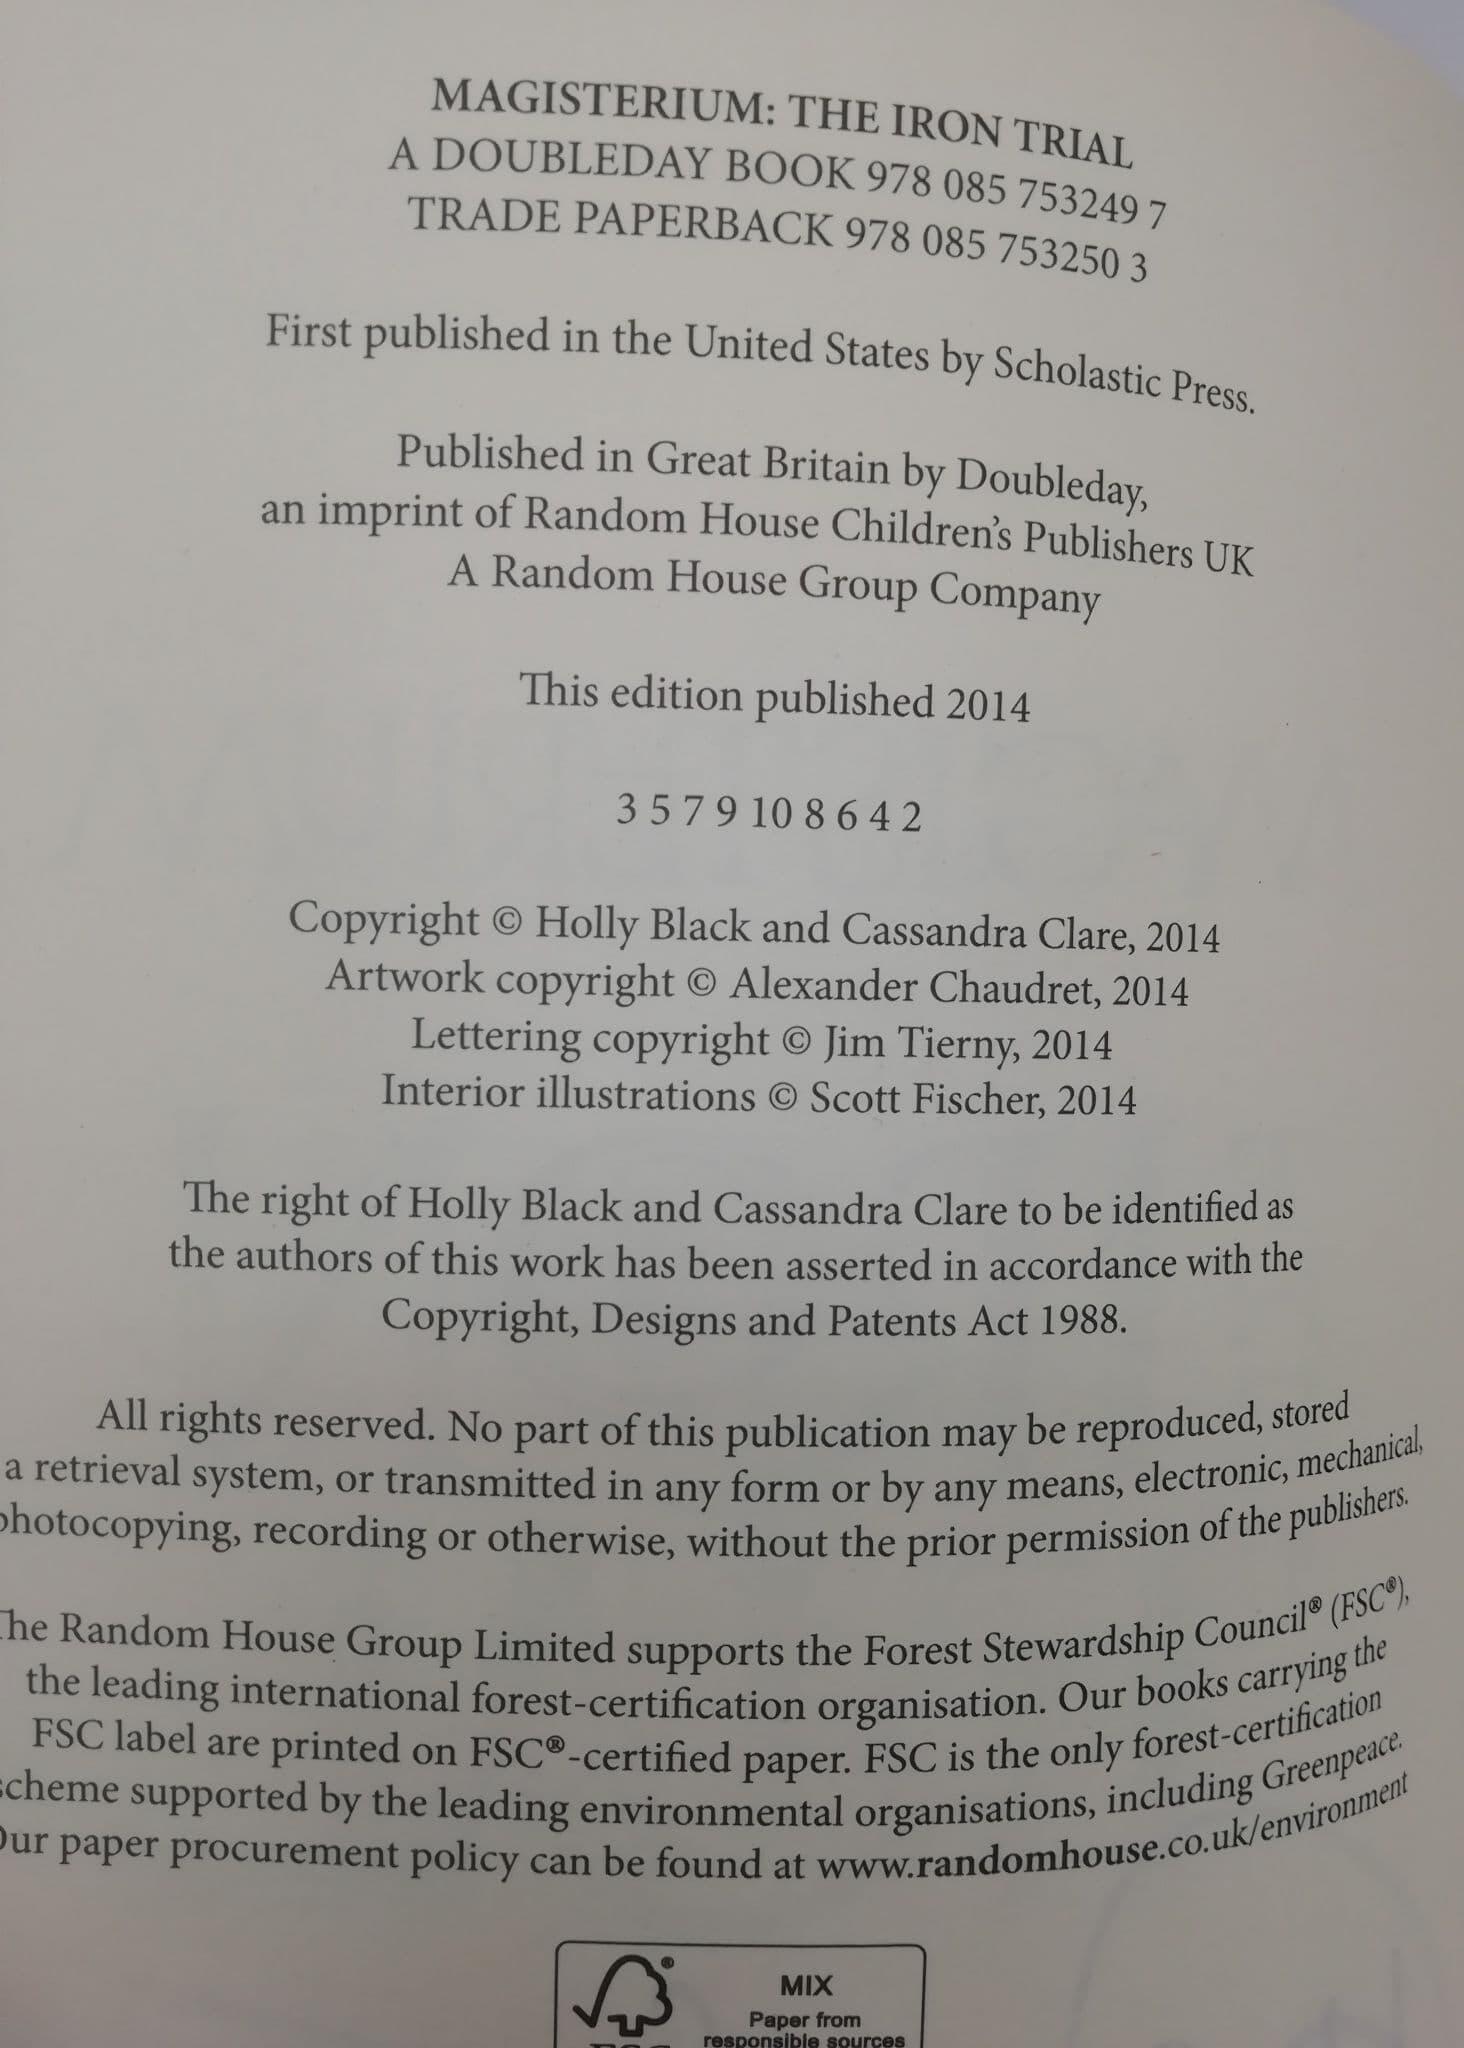 MAGISTERIUM: THE IRON TRIAL
A DOUBLEDAY BOOK 978 085 753249 7
TRADE PAPERBACK 978 085 753250 3
First published in the United States by Scholastic Press.
Published in Great Britain by Doubleday,
an imprint of Random House Children's Publishers UK
A Random House Group Company
This edition published 2014
3 5 7 9 10 8 6 4 2
Copyright © Holly Black and Cassandra Clare, 2014
Artwork copyright © Alexander Chaudret, 2014
Lettering copyright © Jim Tierny, 2014
Interior illustrations © Scott Fischer, 2014
The right of Holly Black and Cassandra Clare to be identified as
the authors of this work has been asserted in accordance with the
Copyright, Designs and Patents Act 1988.
All rights reserved. No part of this publication may be reproduced, stored
a retrieval system, or transmitted in any form or by any means, electronic, mechanical,
photocopying, recording or otherwise, without the prior permission of the publishers.
The Random House Group Limited supports the Forest Stewardship Council® (FSC®),
the leading international forest-certification organisation. Our books carrying the
FSC label are printed on FSC®-certified paper. FSC is the only forest-certification
scheme supported by the leading environmental organisations, including Greenpeace.
Our paper procurement policy can be found at www.randomhouse.co.uk/environment
®
MIX
Paper from
responsible sources